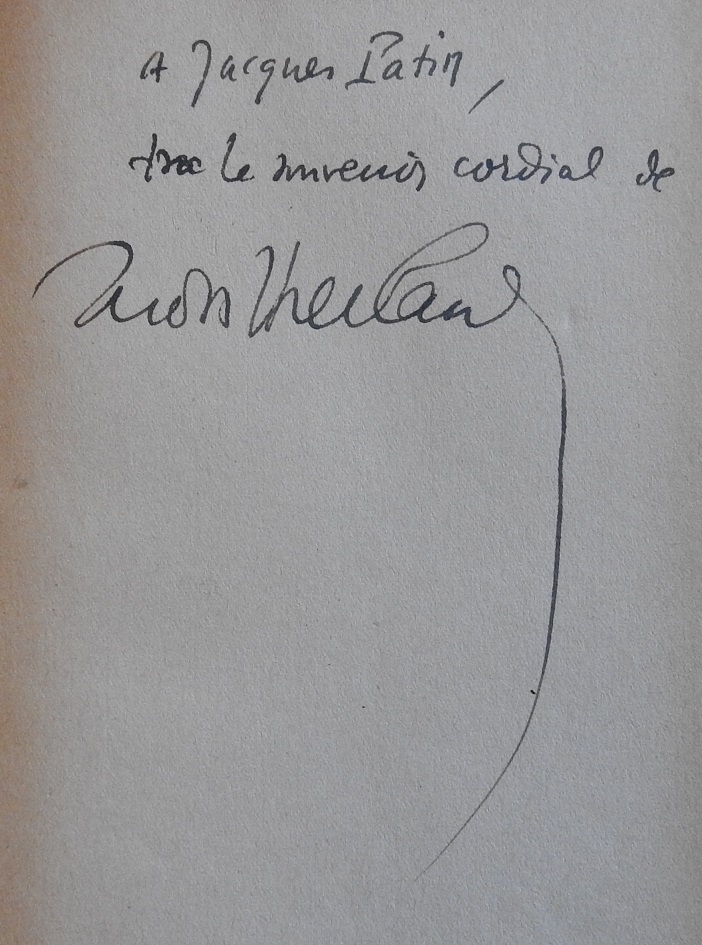 A Jacques Patin,
avec le souvenir cordial de